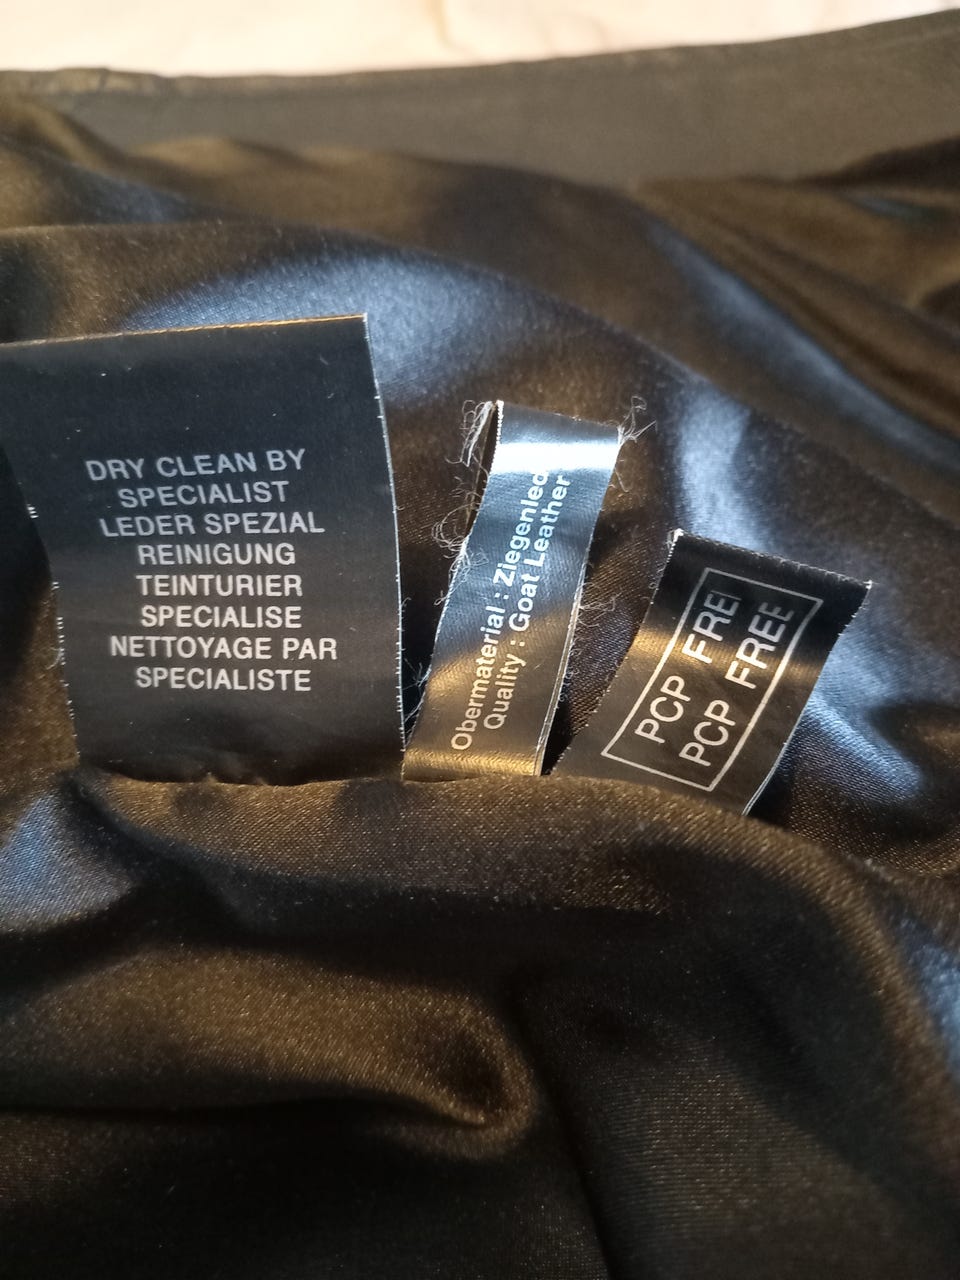 DRY CLEAN BY
SPECIALIST
LEDER SPEZIAL
REINIGUNG
TEINTURIER
SPECIALISE
NETTOYAGE PAR
SPECIALISTE
Obermaterial : Ziegenled
Quality : Goat Leather
PCP FREI
PCP FREE